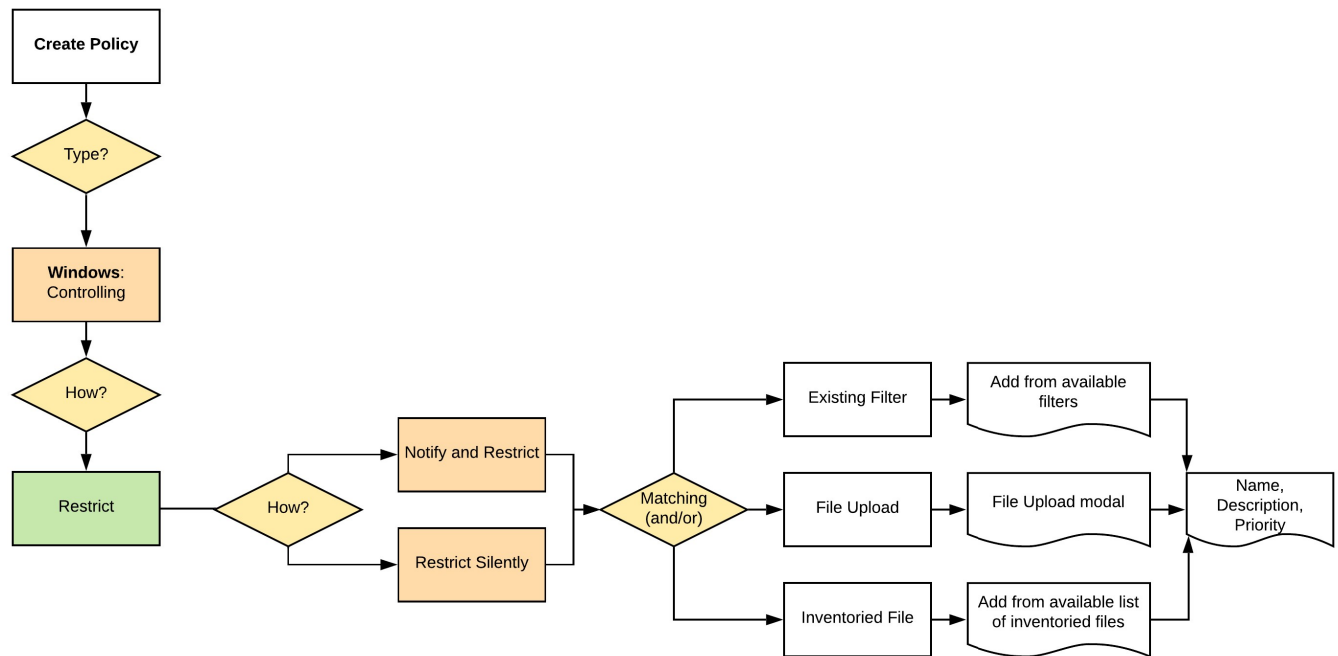 Create Policy
Type?
Windows:
Controlling
How?
Restrict
How?
Notify and Restrict
Restrict Silently
Matching
(and/or)
Existing Filter
Add from available
filters
File Upload
File Upload modal
Inventoried File
Add from available list
of inventoried files
Name,
Description,
Priority